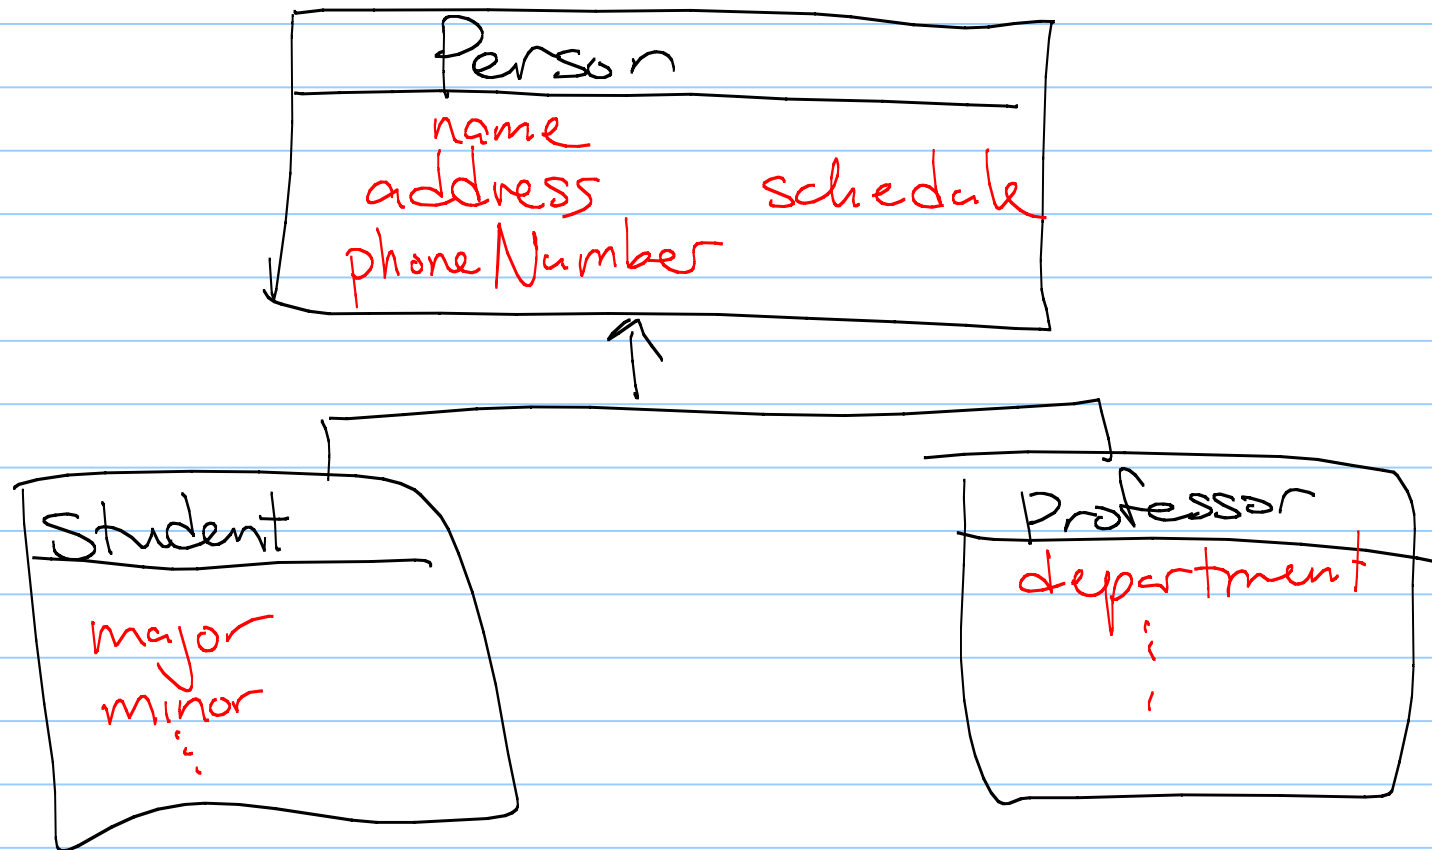 Person
name
address schedule
phoneNumber
Student
major
minor
Professor
department